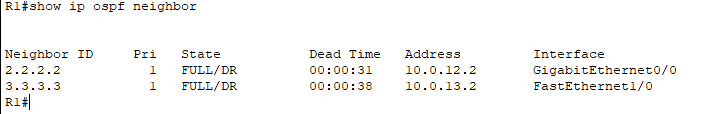 R1#show ip ospf neighbor
Neighbor ID     Pri   State           Dead Time   Address         Interface
2.2.2.2           1   FULL/DR         00:00:31    10.0.12.2       GigabitEthernet0/0
3.3.3.3           1   FULL/DR         00:00:38    10.0.13.2       FastEthernet1/0
R1#